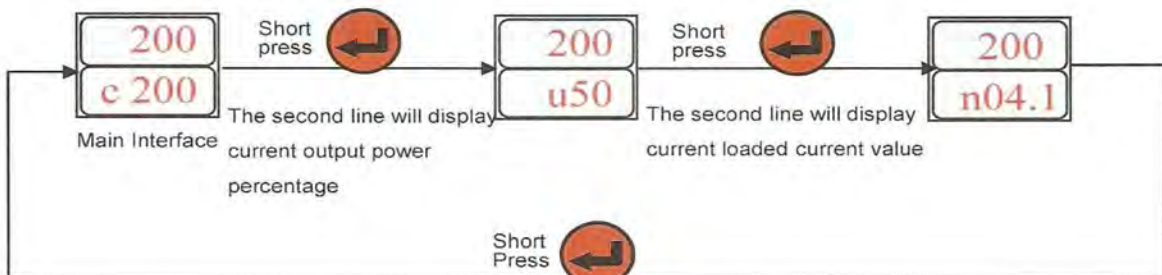 200
c 200
Main Interface
Short
press
The second line will display
current output power
percentage
200
u50
Short
press
The second line will display
current loaded current value
200
n04.1
Short
Press